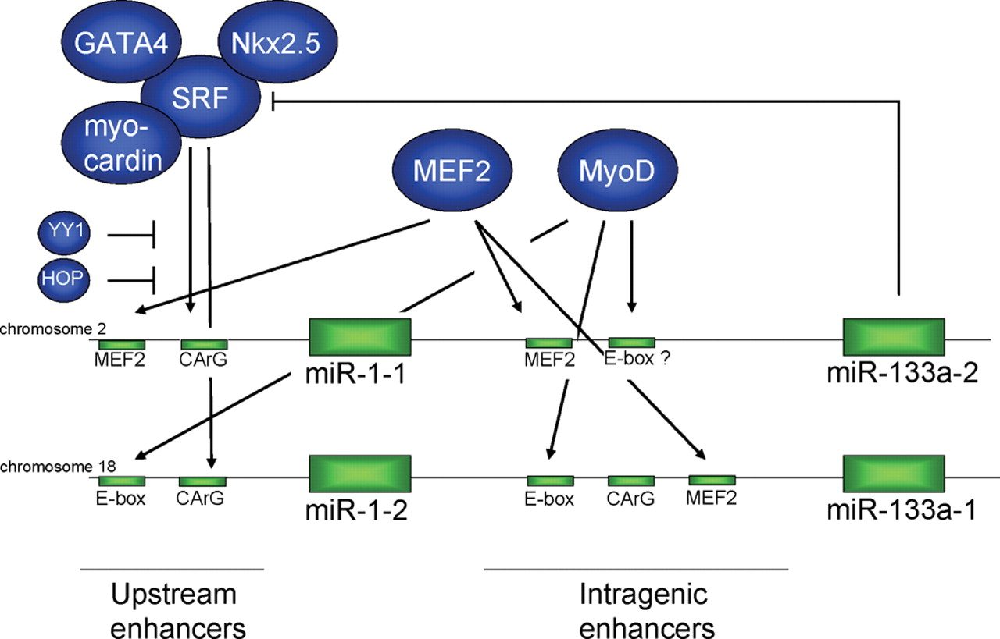 GATA4
Nkx2.5
SRF
myo-
cardin
MEF2
MyoD
YY1
HOP
chromosome 2
MEF2
CArG
miR-1-1
MEF2
E-box ?
miR-133a-2
chromosome 18
E-box
CArG
miR-1-2
E-box
CArG
MEF2
miR-133a-1
Upstream
enhancers
Intragenic
enhancers